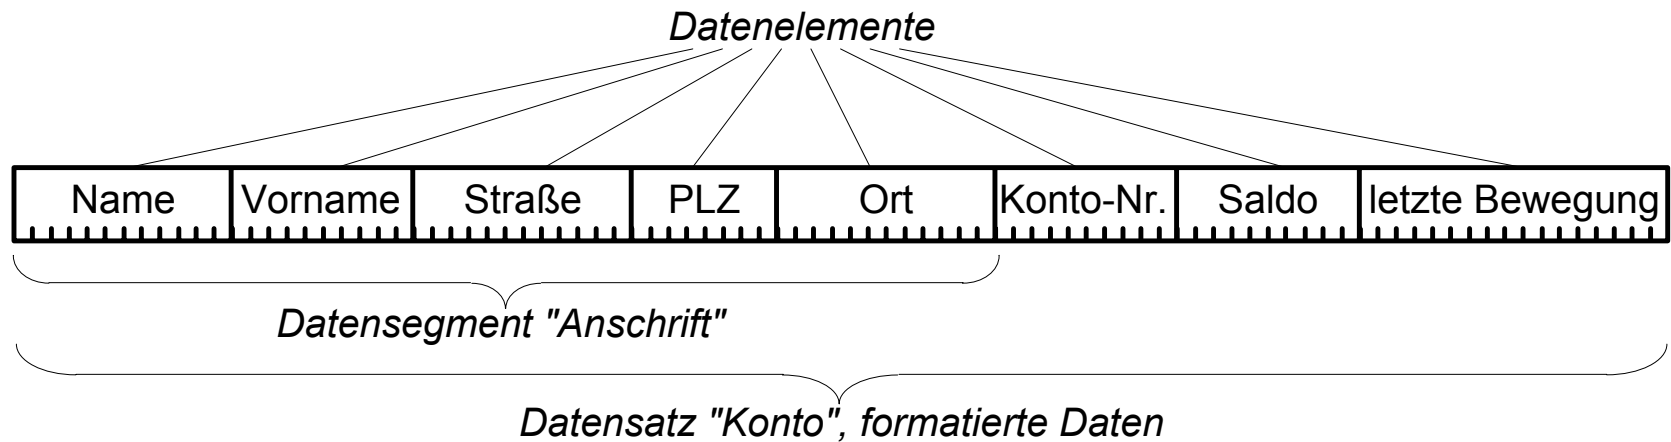 Datenelemente
Name Vorname Straße PLZ Ort Konto-Nr. Saldo letzte Bewegung
Datensegment "Anschrift"
Datensatz "Konto", formatierte Daten